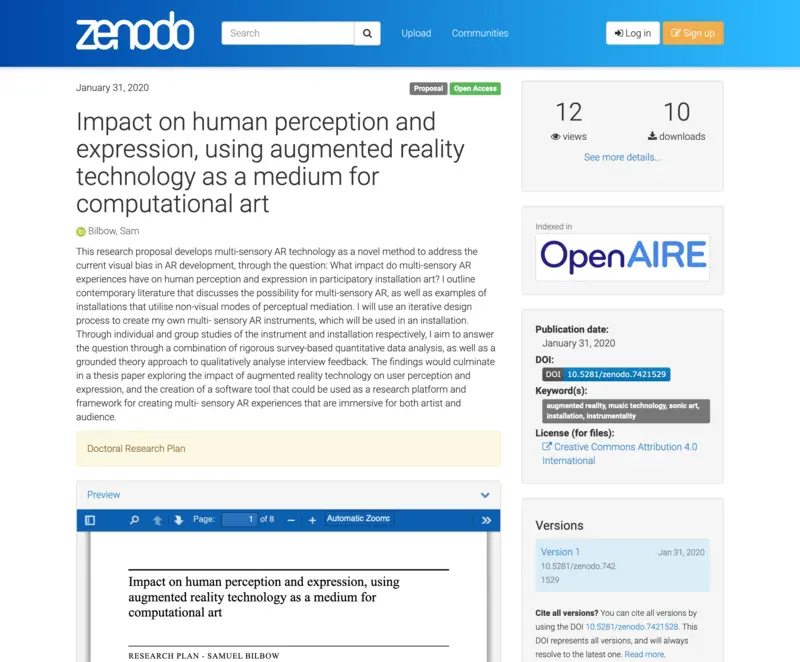 zenodo
Search
Upload
Communities
Log in
Sign up
January 31, 2020
Proposal
Open Access
Impact on human perception and
expression, using augmented reality
technology as a medium for
computational art
iD Bilbow, Sam
This research proposal develops multi-sensory AR technology as a novel method to address the
current visual bias in AR development, through the question: What impact do multi-sensory AR
experiences have on human perception and expression in participatory installation art? I outline
contemporary literature that discusses the possibility for multi-sensory AR, as well as examples of
installations that utilise non-visual modes of perceptual mediation. I will use an iterative design
process to create my own multi- sensory AR instruments, which will be used in an installation.
Through individual and group studies of the instrument and installation respectively, I aim to answer
the question through a combination of rigorous survey-based quantitative data analysis, as well as a
grounded theory approach to qualitatively analyse interview feedback. The findings would culminate
in a thesis paper exploring the impact of augmented reality technology on user perception and
expression, and the creation of a software tool that could be used as a research platform and
framework for creating multi- sensory AR experiences that are immersive for both artist and
audience.
Doctoral Research Plan
Preview
Page: 1 of 8
Automatic Zoom
Impact on human perception and expression, using
augmented reality technology as a medium for
computational art
RESEARCH PLAN - SAMUEL BILBOW
12
views
10
downloads
See more details...
Indexed in
OpenAIRE
Publication date:
January 31, 2020
DOI:
DOI 10.5281/zenodo.7421529
Keyword(s):
augmented reality, music technology, sonic art,
installation, instrumentality
License (for files):
Creative Commons Attribution 4.0
International
Versions
Version 1
Jan 31, 2020
10.5281/zenodo.742
1529
Cite all versions? You can cite all versions by
using the DOI 10.5281/zenodo.7421528. This
DOI represents all versions, and will always
resolve to the latest one. Read more.